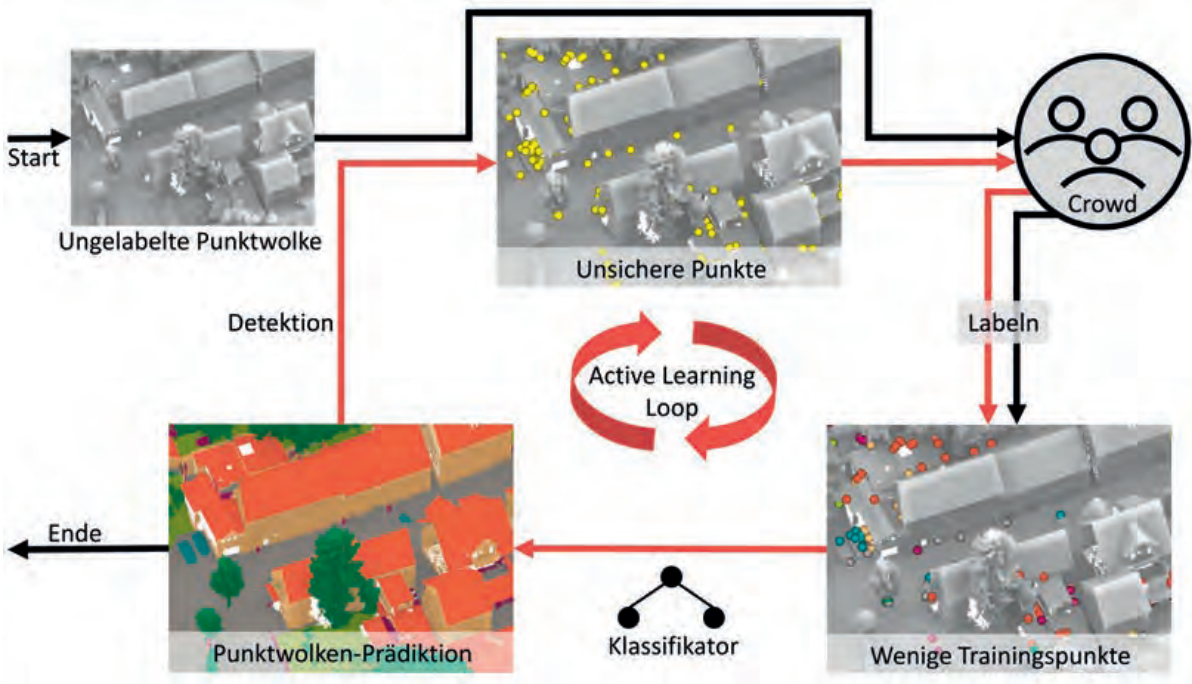 Start
Ungelabelte Punktwolke
Unsichere Punkte
Crowd
Detektion
Labeln
Active Learning
Loop
Ende
Punktwolken-Prädiktion
Klassifikator
Wenige Trainingspunkte